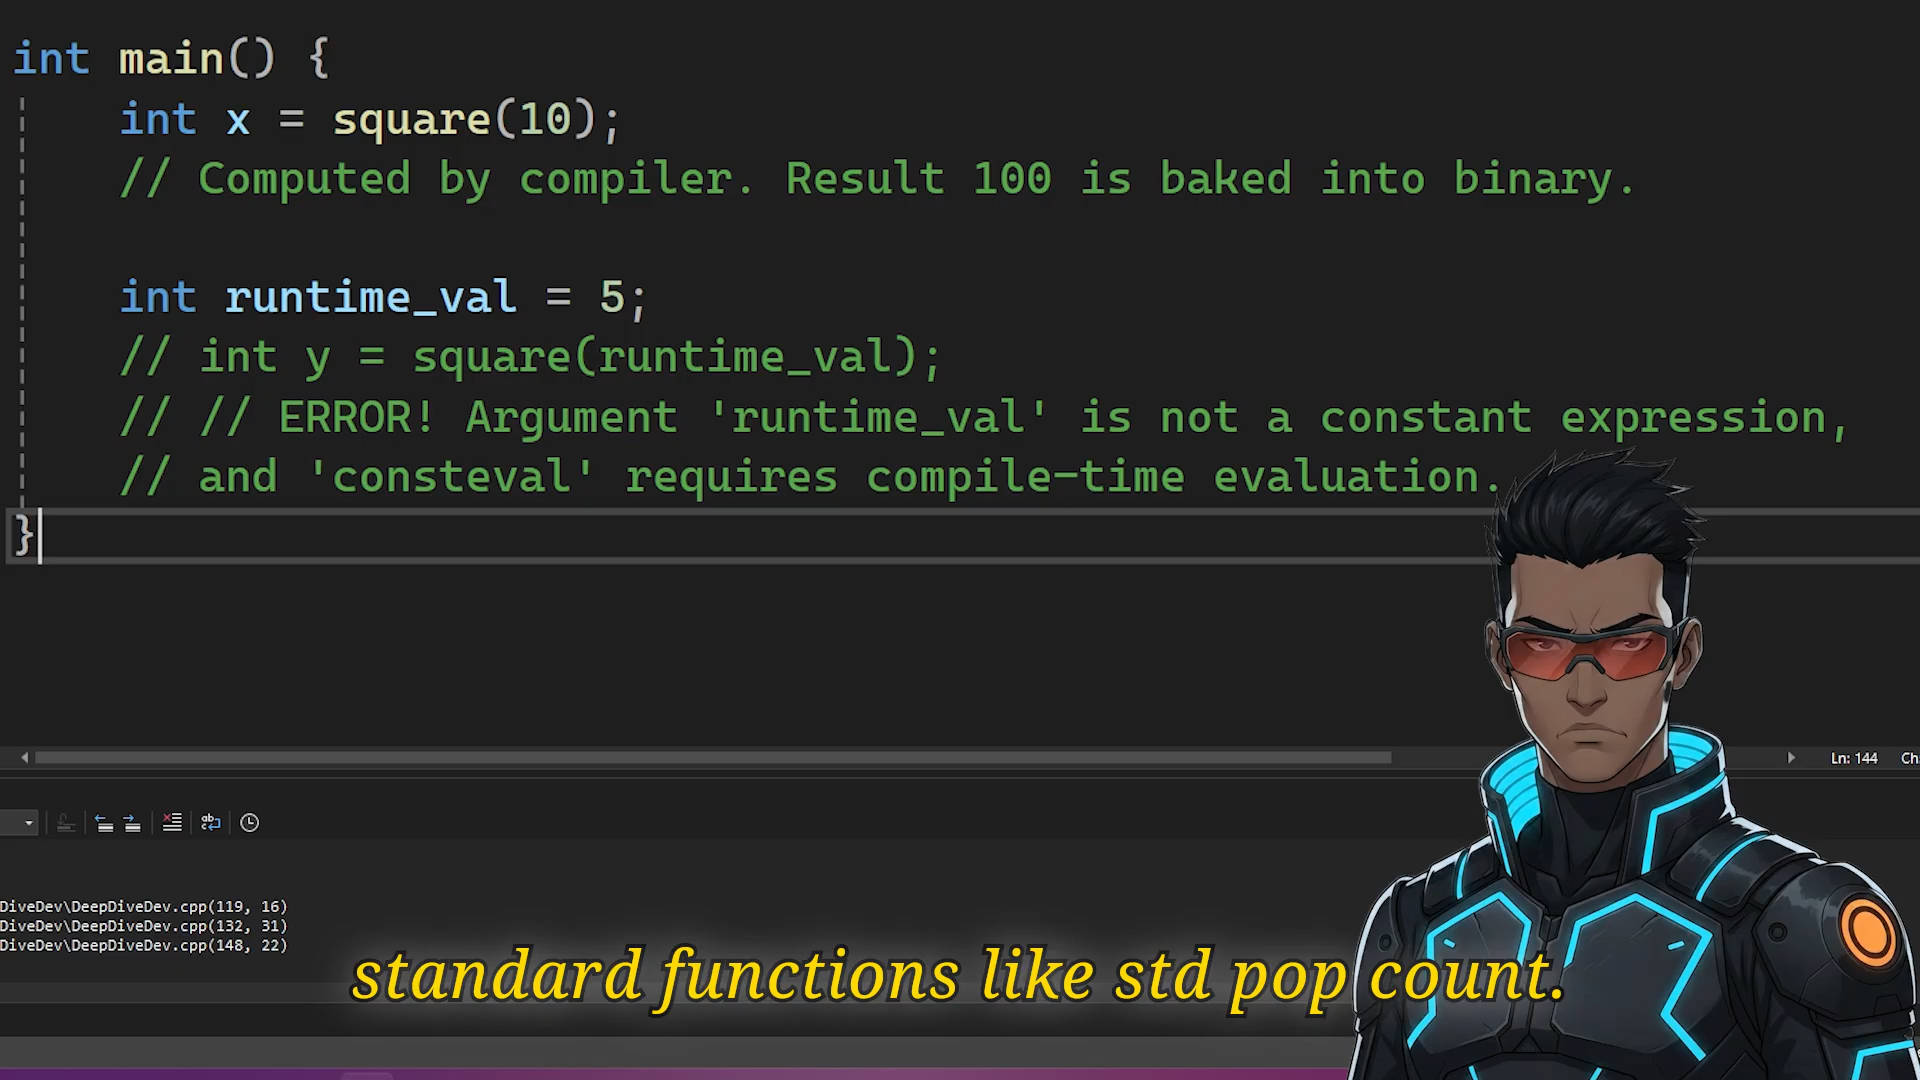 int main() {
int x = square(10);
// Computed by compiler. Result 100 is baked into binary.
int runtime_val = 5;
// int y = square(runtime_val);
// // ERROR! Argument 'runtime_val' is not a constant expression,
// and 'consteval' requires compile-time evaluation.
}
Ln: 144
DiveDev\DeepDiveDev.cpp(119, 16)
DiveDev\DeepDiveDev.cpp(132, 31)
DiveDev\DeepDiveDev.cpp(148, 22)
standard functions like std pop count.